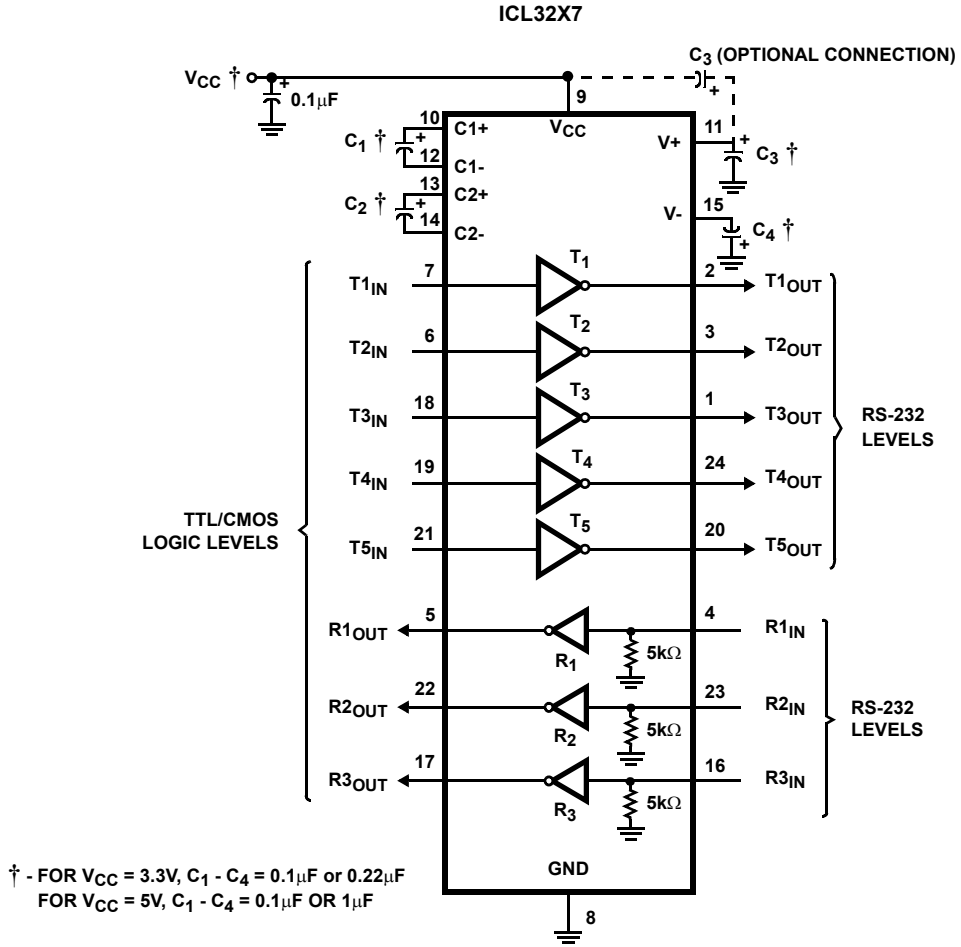 ICL32X7
C3 (OPTIONAL CONNECTION)
VCC †
+
0.1μF
9
VCC
+
10
C1+
C1 †
+
12
C1-
13
C2+
C2 †
+
14
C2-
11
V+
+
C3 †
15
V-
C4 †
+
T1IN
7
T1
2
T1OUT
T2IN
6
T2
3
T2OUT
T3IN
18
T3
1
T3OUT
T4IN
19
T4
24
T4OUT
T5IN
21
T5
20
T5OUT
TTL/CMOS
LOGIC LEVELS
RS-232
LEVELS
R1OUT
5
R1
5kΩ
4
R1IN
R2OUT
22
R2
5kΩ
23
R2IN
R3OUT
17
R3
5kΩ
16
R3IN
RS-232
LEVELS
GND
8
† - FOR VCC = 3.3V, C1 - C4 = 0.1μF or 0.22μF
FOR VCC = 5V, C1 - C4 = 0.1μF OR 1μF